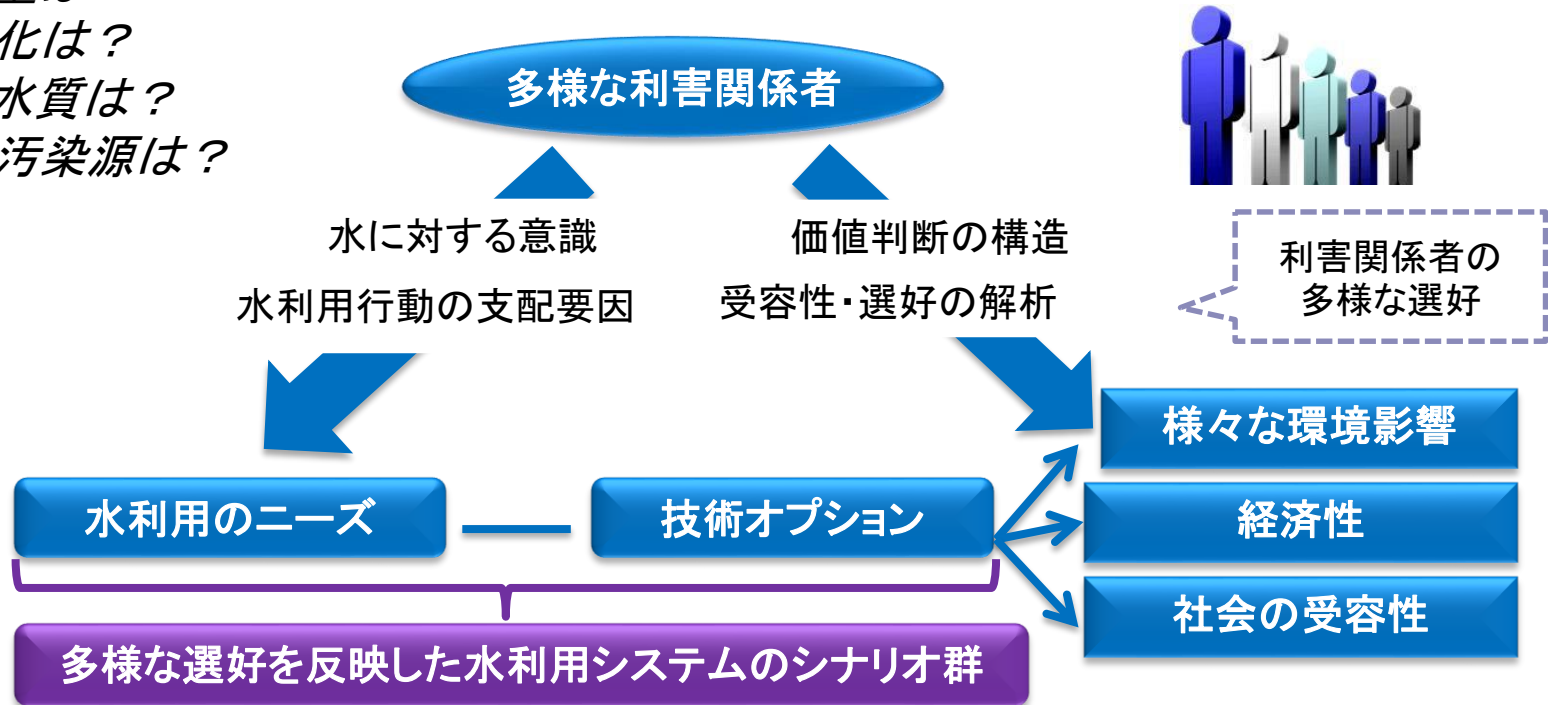 化は？
水質は？
汚染源は？
多様な利害関係者
水に対する意識
水利用行動の支配要因
価値判断の構造
受容性・選好の解析
利害関係者の
多様な選好
水利用のニーズ
技術オプション
様々な環境影響
経済性
社会の受容性
多様な選好を反映した水利用システムのシナリオ群